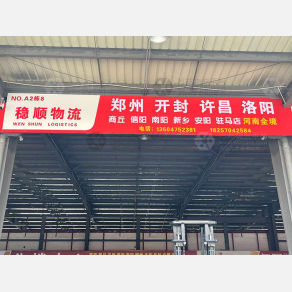 NO.A2栋8
稳顺物流
WEN SHUN LOGISTICS
郑州 开封 许昌 洛阳
商丘 信阳 南阳 新乡 安阳 驻马店 河南全境
电话: 13504752381 18257042584